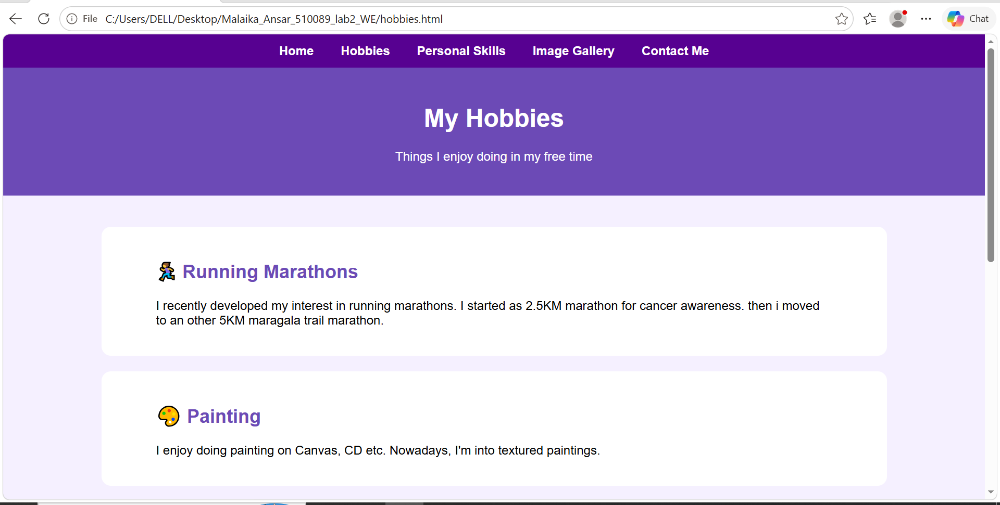 File C:/Users/DELL/Desktop/Malaika_Ansar_510089_lab2_WE/hobbies.html
Chat
Home Hobbies Personal Skills Image Gallery Contact Me
My Hobbies
Things I enjoy doing in my free time
Running Marathons
I recently developed my interest in running marathons. I started as 2.5KM marathon for cancer awareness. then i moved
to an other 5KM maragala trail marathon.
Painting
I enjoy doing painting on Canvas, CD etc. Nowadays, I'm into textured paintings.